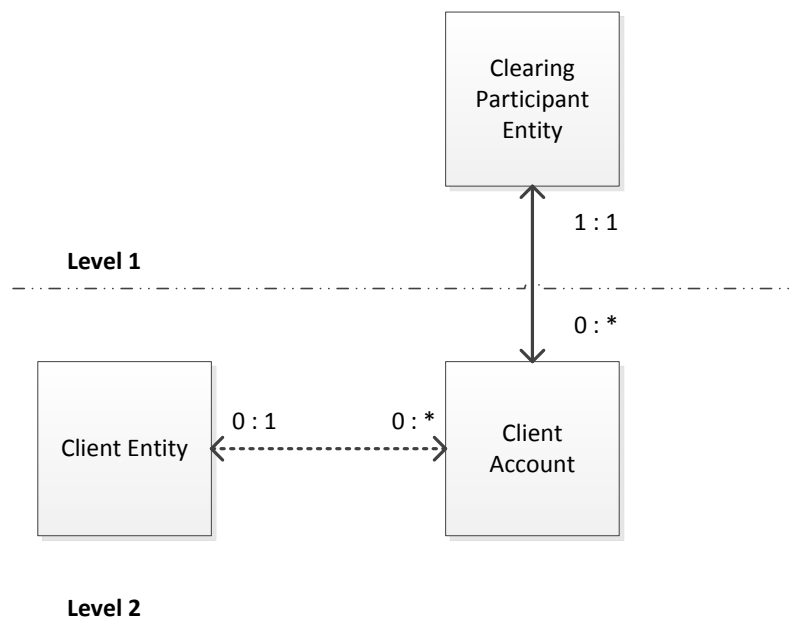 Clearing
Participant
Entity
1 : 1
Level 1
0 : *
0 : 1
0 : *
Client Entity
Client
Account
Level 2